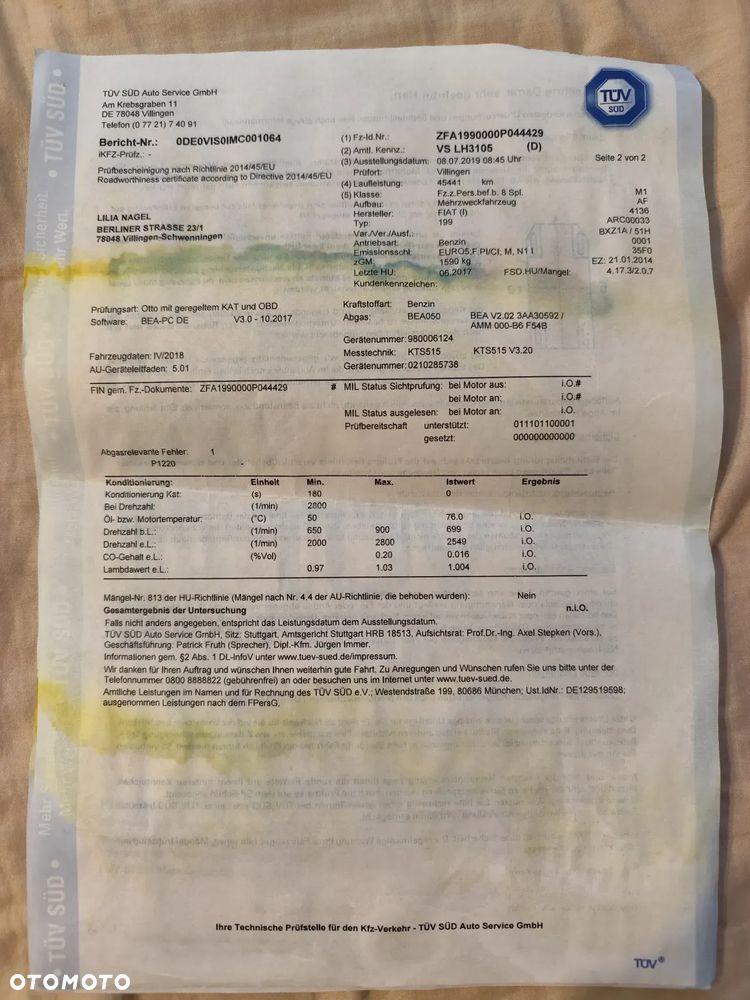 TÜV SÜD Auto Service GmbH
Am Krebsgraben 11
DE 78048 Villingen
Telefon (0 77 21) 7 40 91
TÜV SÜD
Bericht-Nr.: 0DE0VIS0IMC001064
iKFZ-Prüfz.: -
Prüfbescheinigung nach Richtlinie 2014/45/EU
Roadworthiness certificate according to Directive 2014/45/EU
LILIA NAGEL
BERLINER STRASSE 23/1
78048 Villingen-Schwenningen
(1) Fz-Id.Nr.: ZFA1990000P044429
(2) Amtl. Kennz.: VS LH3105 (D)
(3) Ausstellungsdatum: 08.07.2019 08:45 Uhr Seite 2 von 2
Prüfort: Villingen
(4) Laufleistung: 45441 km
(5) Klasse: Fz.z.Pers.bef.b. 8 Spl. M1
Aufbau: Mehrzweckfahrzeug AF
Hersteller: FIAT (I) 4136
Typ: 199 ARC00033
Var./Ver./Ausf.: BXZ1A / 51H
Antriebsart: Benzin 0001
Emissionsschl: EURO5,F,PI/CI; M, N1 I 35F0
zGM: 1590 kg EZ: 21.01.2014
Letzte HU: 06.2017 FSD.HU/Mangel: 4.17.3/2.0.7
Kundenkennzeichen:
Prüfungsart: Otto mit geregeltem KAT und OBD
Software: BEA-PC DE V3.0 - 10.2017
Kraftstoffart: Benzin
Abgas: BEA050 BEA V2.02 3AA30592 /
AMM 000-B6 F54B
Gerätenummer: 980006124
Fahrzeugdaten: IV/2018
Messtechnik: KTS515 KTS515 V3.20
AU-Geräteleitfaden: 5.01
Gerätenummer: 0210285738
FIN gem. Fz.-Dokumente: ZFA1990000P044429 # MIL Status Sichtprüfung: bei Motor aus: i.O.#
bei Motor an: i.O.#
MIL Status ausgelesen: bei Motor an: i.O.
Prüfbereitschaft unterstützt: 011101100001
gesetzt: 000000000000
Abgasrelevante Fehler: 1
P1220 -
Konditionierung: Einheit Min. Max. Istwert Ergebnis
Konditionierung Kat: (s) 180 0
Bei Drehzahl: (1/min) 2800
Öl- bzw. Motortemperatur: (°C) 50 76.0 i.O.
Drehzahl b.L.: (1/min) 650 900 699 i.O.
Drehzahl e.L.: (1/min) 2000 2800 2549 i.O.
CO-Gehalt e.L.: (%Vol) 0.20 0.016 i.O.
Lambdawert e.L.: 0.97 1.03 1.004 i.O.
Mängel-Nr. 813 der HU-Richtlinie (Mängel nach Nr. 4.4 der AU-Richtlinie, die behoben wurden): Nein
Gesamtergebnis der Untersuchung n.i.O.
Falls nicht anders angegeben, entspricht das Leistungsdatum dem Ausstellungsdatum.
TÜV SÜD Auto Service GmbH, Sitz: Stuttgart, Amtsgericht Stuttgart HRB 18513, Aufsichtsrat: Prof.Dr.-Ing. Axel Stepken (Vors.),
Geschäftsführung: Patrick Fruth (Sprecher), Dipl.-Kfm. Jürgen Immer.
Informationen gem. §2 Abs. 1 DL-InfoV unter www.tuev-sued.de/impressum.
Wir danken für Ihren Auftrag und wünschen Ihnen weiterhin gute Fahrt. Zu Anregungen und Wünschen rufen Sie uns bitte unter der
Telefonnummer 0800 8888822 (gebührenfrei) an oder besuchen uns im Internet unter www.tuev-sued.de.
Amtliche Leistungen im Namen und für Rechnung des TÜV SÜD e.V.; Westendstraße 199, 80686 München; Ust.IdNr.: DE129519598;
ausgenommen Leistungen nach dem FPersG.
Ihre Technische Prüfstelle für den Kfz-Verkehr - TÜV SÜD Auto Service GmbH
TÜV®
TÜV SÜD
Mehr Wert.
TÜV SÜD
OTOMOTO